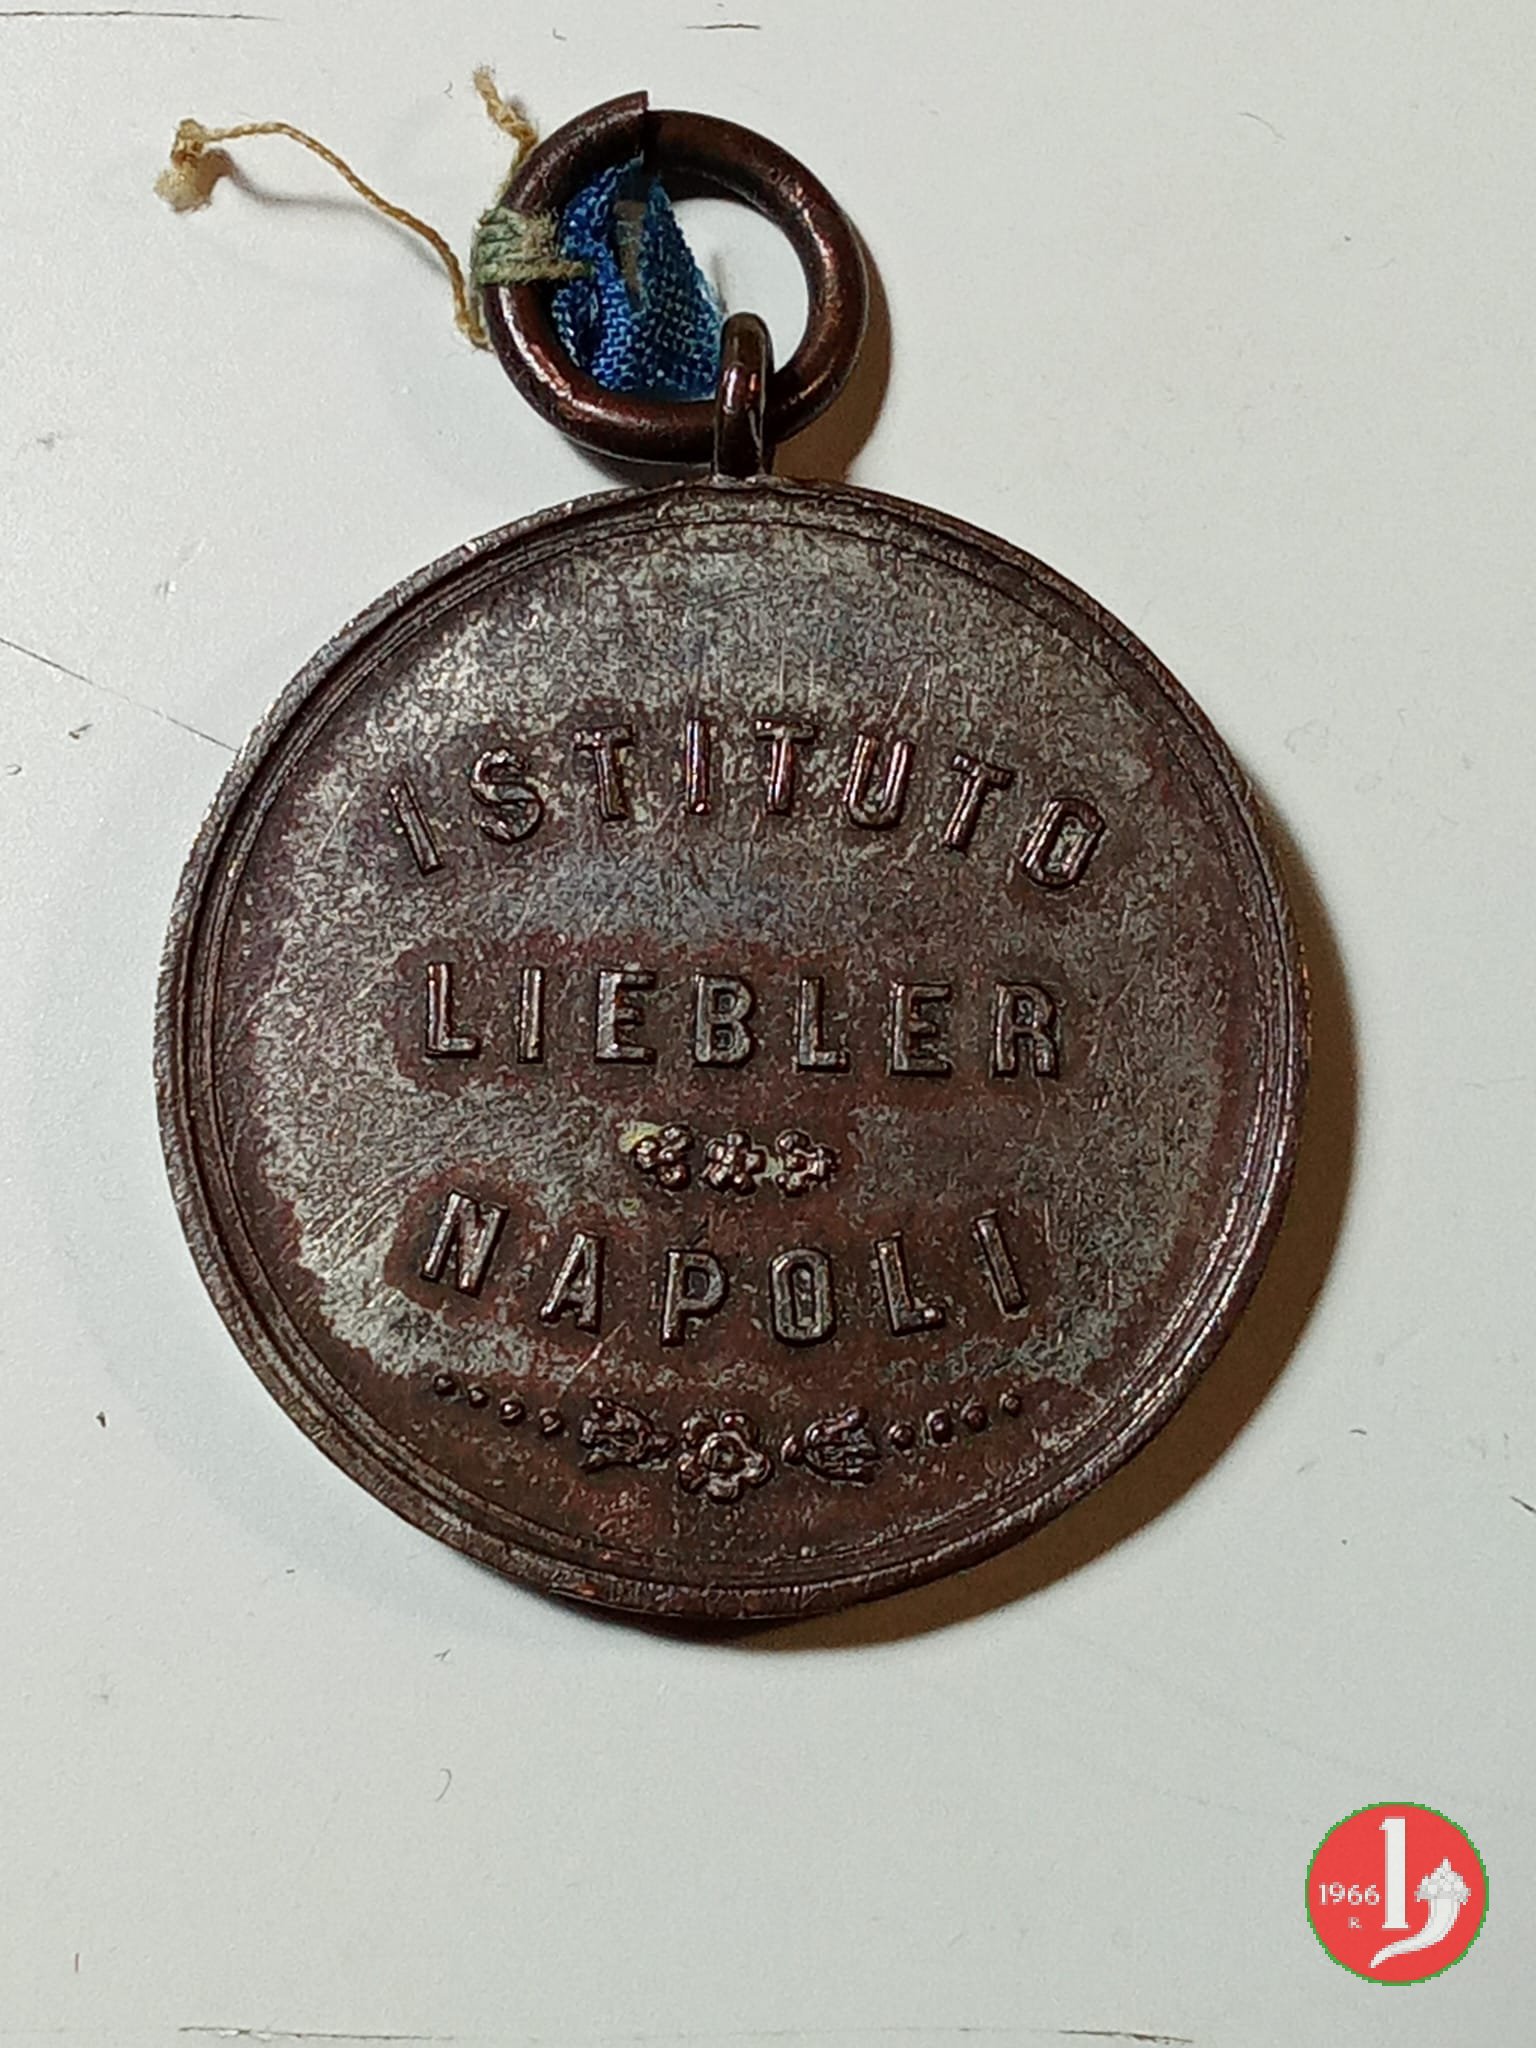 ISTITUTO
LIEBLER
NAPOLI
1966
R